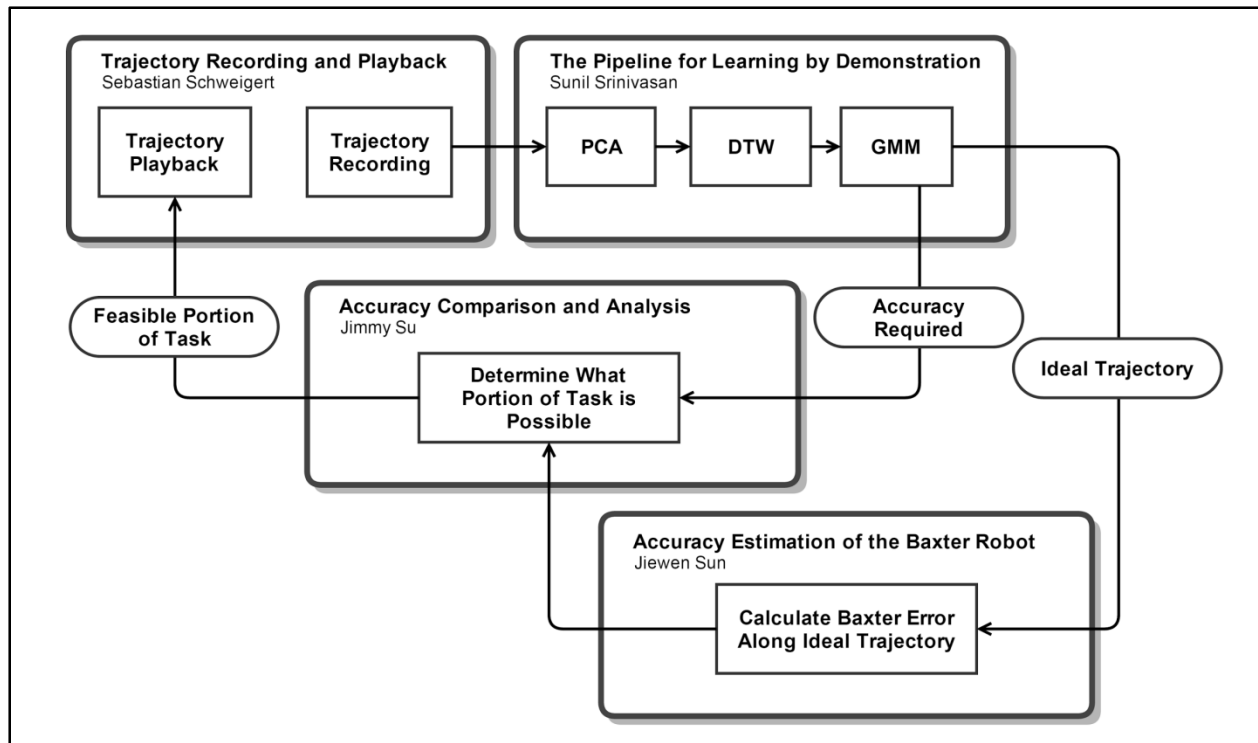 Trajectory Recording and Playback
Sebastian Schweigert
Trajectory
Playback
Trajectory
Recording
The Pipeline for Learning by Demonstration
Sunil Srinivasan
PCA
DTW
GMM
Feasible Portion
of Task
Accuracy Comparison and Analysis
Jimmy Su
Determine What
Portion of Task is
Possible
Accuracy
Required
Ideal Trajectory
Accuracy Estimation of the Baxter Robot
Jiewen Sun
Calculate Baxter Error
Along Ideal Trajectory